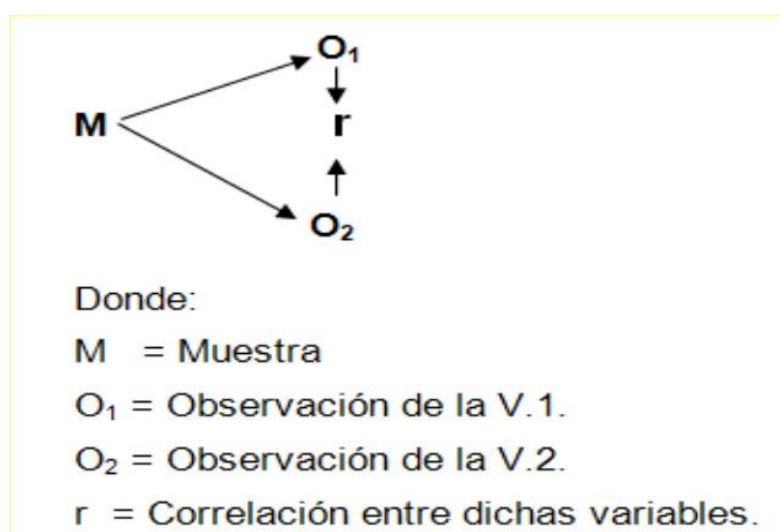 O₁
M
r
O₂
Donde:
M = Muestra
O₁ = Observación de la V.1.
O₂ = Observación de la V.2.
r = Correlación entre dichas variables.